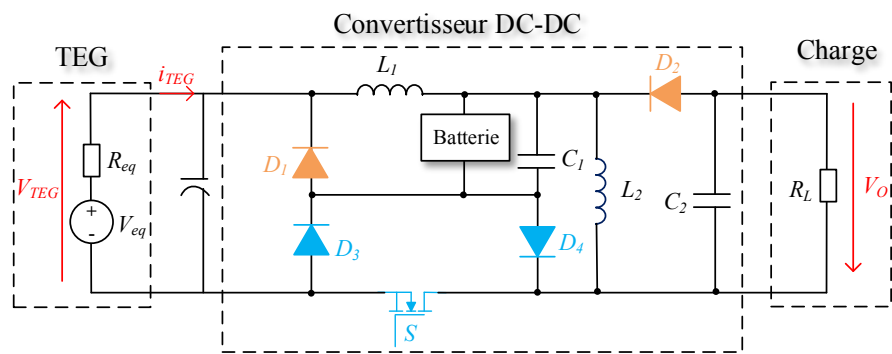 Convertisseur DC-DC
TEG
Charge
i_TEG
L_1
D_2
Batterie
C_1
D_1
R_eq
V_TEG
V_eq
+
-
L_2
C_2
R_L
V_O
D_3
D_4
S